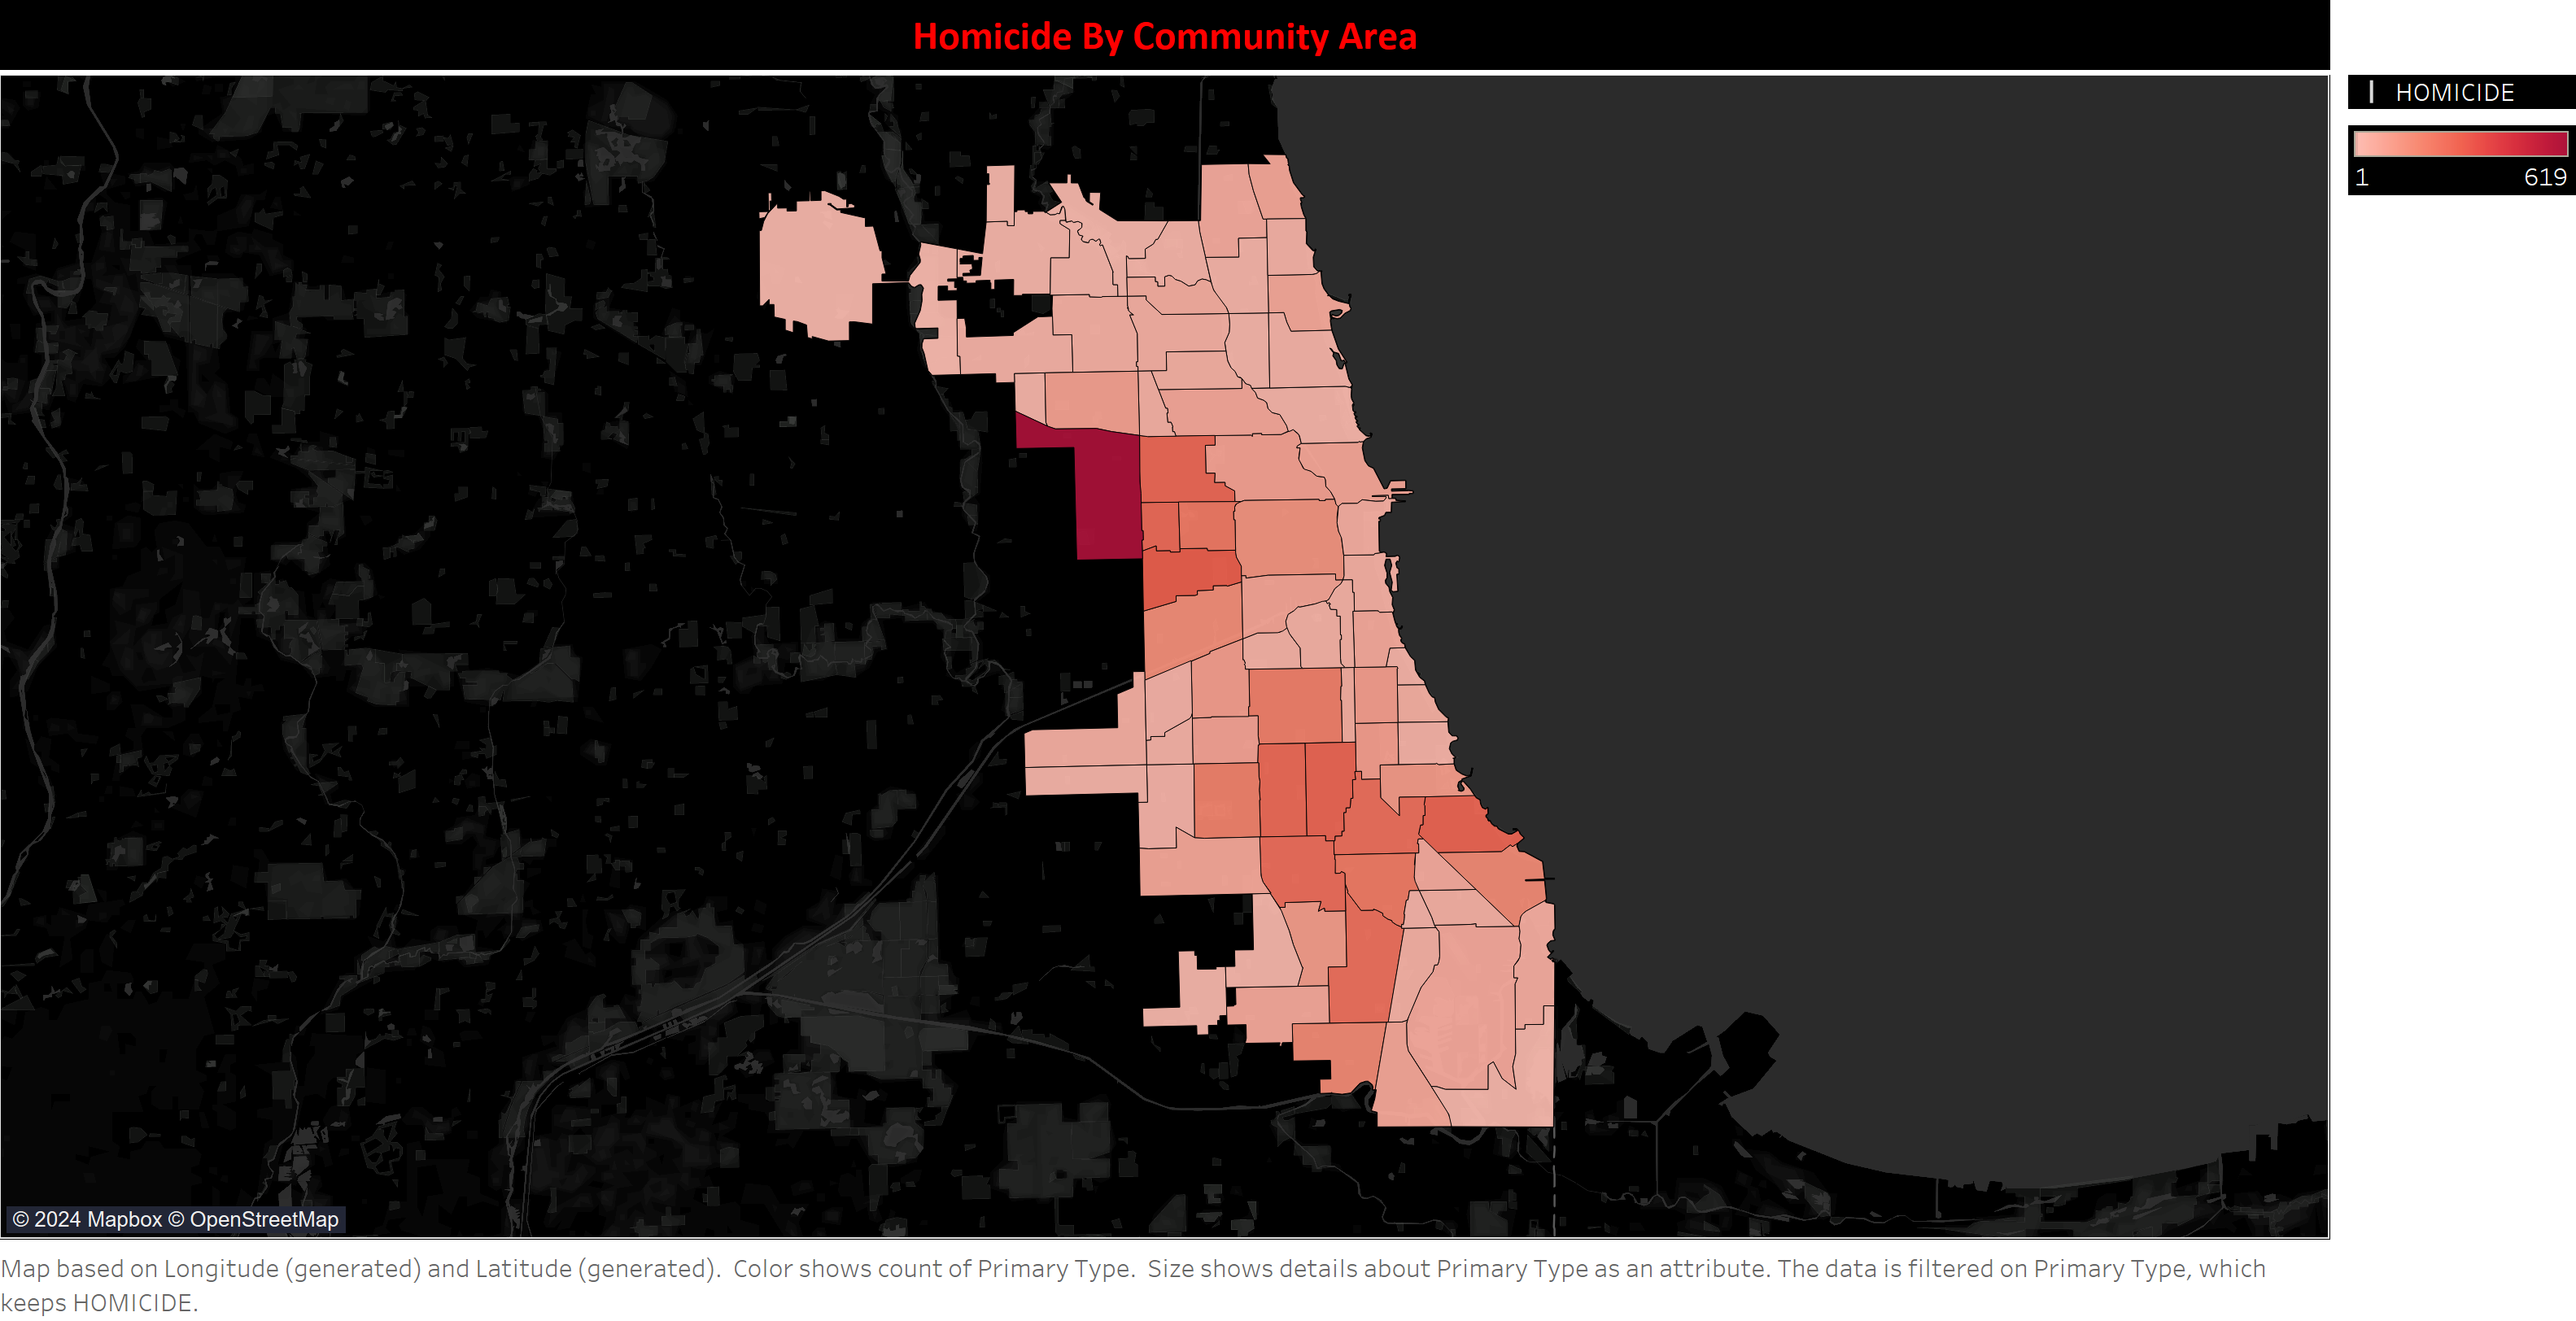 Homicide By Community Area
HOMICIDE
1 619
© 2024 Mapbox © OpenStreetMap
Map based on Longitude (generated) and Latitude (generated).  Color shows count of Primary Type.  Size shows details about Primary Type as an attribute. The data is filtered on Primary Type, which
keeps HOMICIDE.